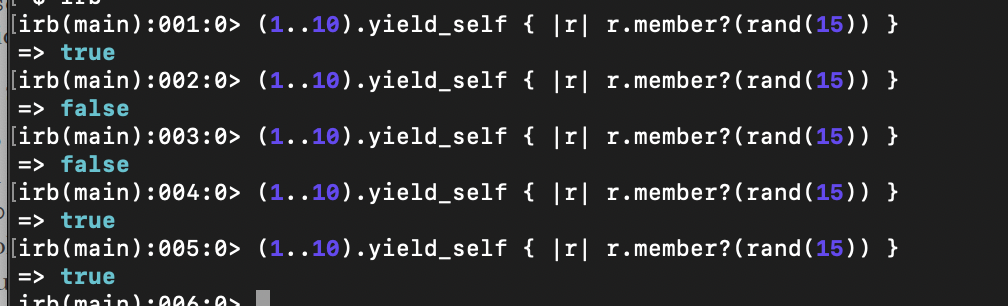 $ irb
[irb(main):001:0> (1..10).yield_self { |r| r.member?(rand(15)) }
=> true
[irb(main):002:0> (1..10).yield_self { |r| r.member?(rand(15)) }
=> false
[irb(main):003:0> (1..10).yield_self { |r| r.member?(rand(15)) }
=> false
[irb(main):004:0> (1..10).yield_self { |r| r.member?(rand(15)) }
=> true
[irb(main):005:0> (1..10).yield_self { |r| r.member?(rand(15)) }
=> true
irb(main):006:0>